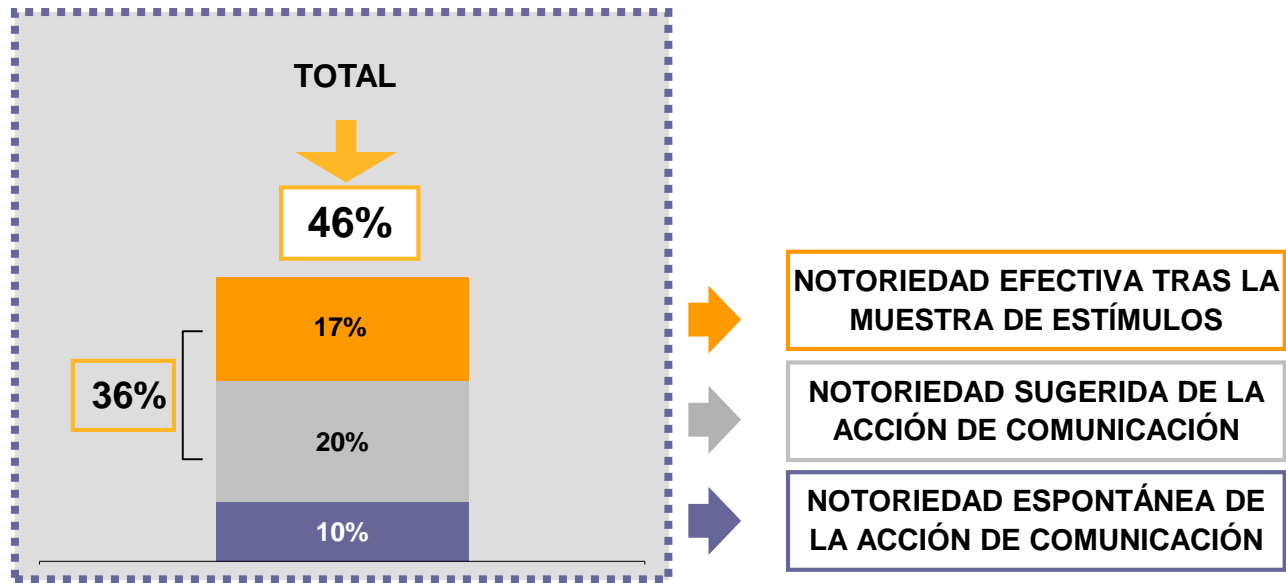 TOTAL
46%
17%
36%
20%
10%
NOTORIEDAD EFECTIVA TRAS LA
MUESTRA DE ESTÍMULOS
NOTORIEDAD SUGERIDA DE LA
ACCIÓN DE COMUNICACIÓN
NOTORIEDAD ESPONTÁNEA DE
LA ACCIÓN DE COMUNICACIÓN